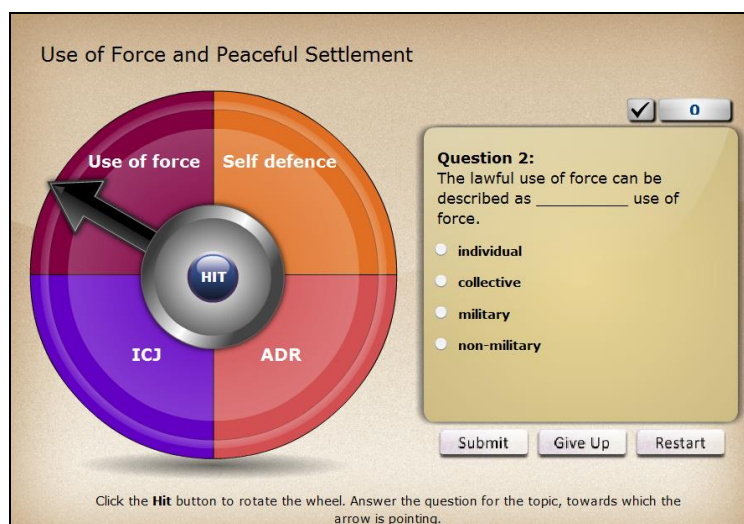 Use of Force and Peaceful Settlement
0
Use of force
Self defence
HIT
ICJ
ADR
Question 2:
The lawful use of force can be
described as ___________ use of
force.
individual
collective
military
non-military
Submit
Give Up
Restart
Click the Hit button to rotate the wheel. Answer the question for the topic, towards which the
arrow is pointing.